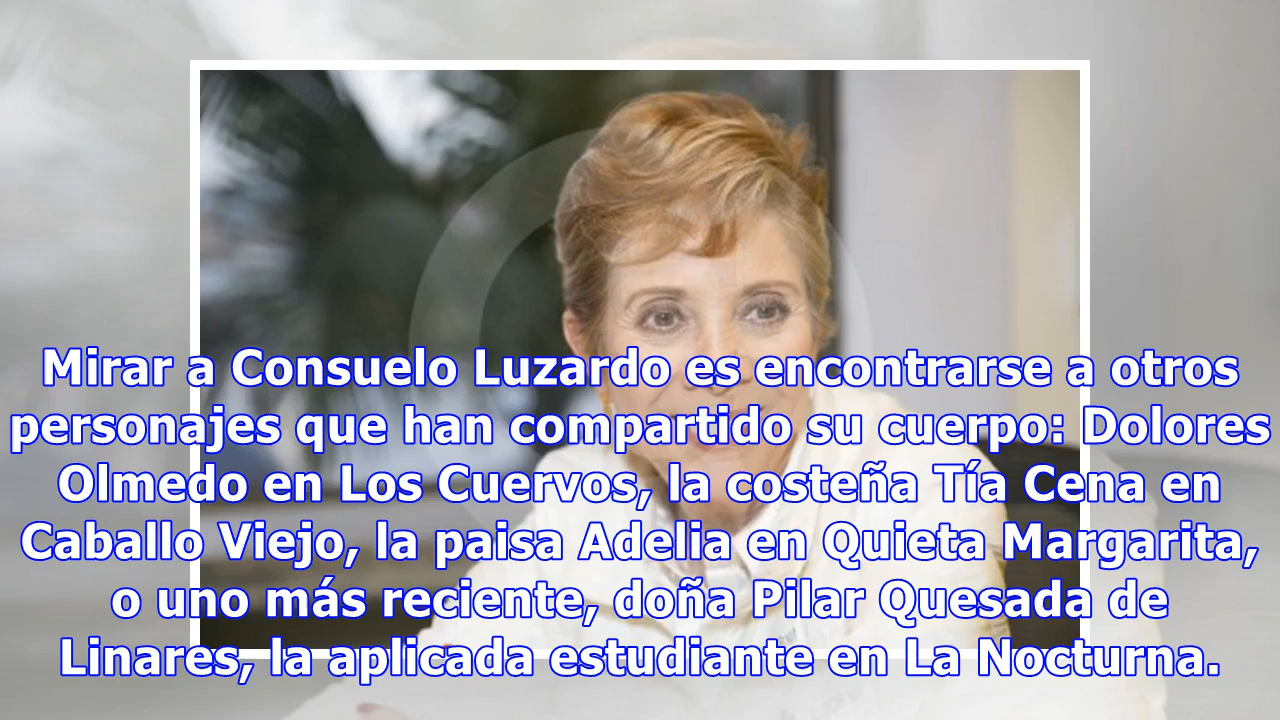 Mirar a Consuelo Luzardo es encontrarse a otros
personajes que han compartido su cuerpo: Dolores
Olmedo en Los Cuervos, la costeña Tía Cena en
Caballo Viejo, la paisa Adelia en Quieta Margarita,
o uno más reciente, doña Pilar Quesada de
Linares, la aplicada estudiante en La Nocturna.